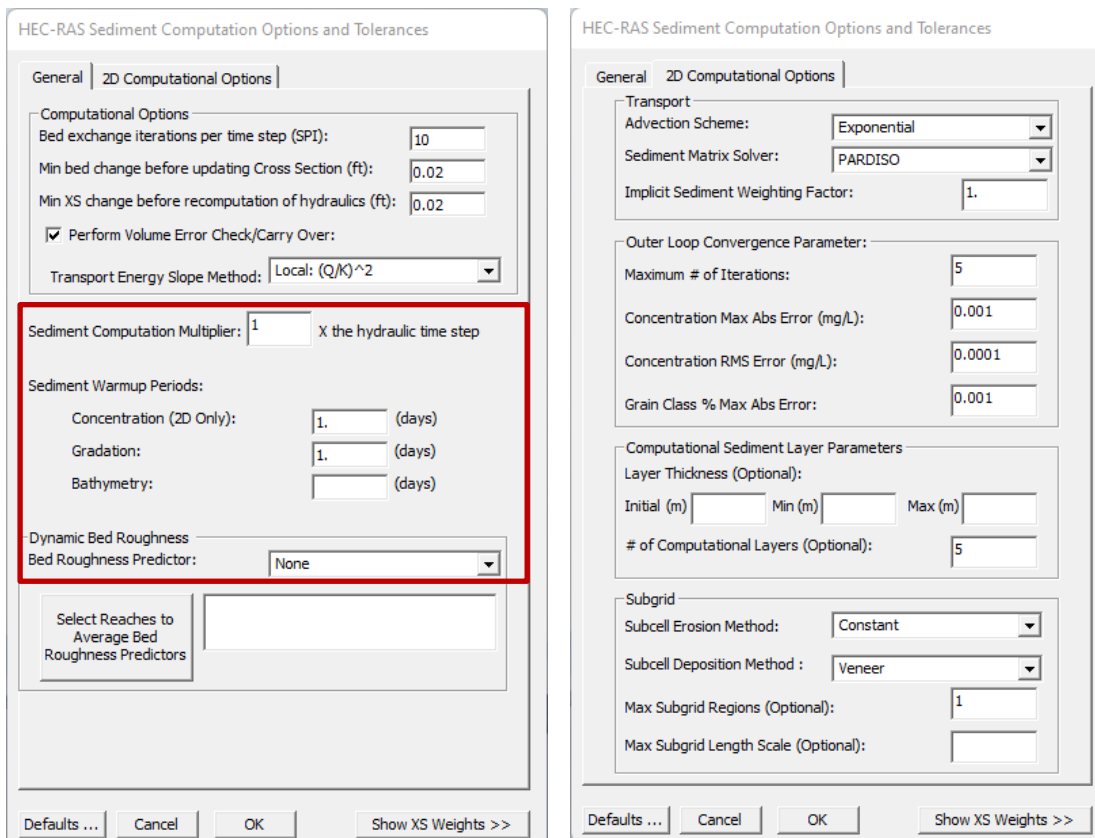 HEC-RAS Sediment Computation Options and Tolerances
General
2D Computational Options
Computational Options
Bed exchange iterations per time step (SPI):
10
Min bed change before updating Cross Section (ft):
0.02
Min XS change before recomputation of hydraulics (ft):
0.02
Perform Volume Error Check/Carry Over:
Transport Energy Slope Method:
Local: (Q/K)^2
Sediment Computation Multiplier:
1
X the hydraulic time step
Sediment Warmup Periods:
Concentration (2D Only):
1.
(days)
Gradation:
1.
(days)
Bathymetry:
(days)
Dynamic Bed Roughness
Bed Roughness Predictor:
None
Select Reaches to
Average Bed
Roughness Predictors
Defaults ...
Cancel
OK
Show XS Weights >>
HEC-RAS Sediment Computation Options and Tolerances
General
2D Computational Options
Transport
Advection Scheme:
Exponential
Sediment Matrix Solver:
PARDISO
Implicit Sediment Weighting Factor:
1.
Outer Loop Convergence Parameter:
Maximum # of Iterations:
5
Concentration Max Abs Error (mg/L):
0.001
Concentration RMS Error (mg/L):
0.0001
Grain Class % Max Abs Error:
0.001
Computational Sediment Layer Parameters
Layer Thickness (Optional):
Initial (m)
Min (m)
Max (m)
# of Computational Layers (Optional):
5
Subgrid
Subcell Erosion Method:
Constant
Subcell Deposition Method :
Veneer
Max Subgrid Regions (Optional):
1
Max Subgrid Length Scale (Optional):
Defaults ...
Cancel
OK
Show XS Weights >>